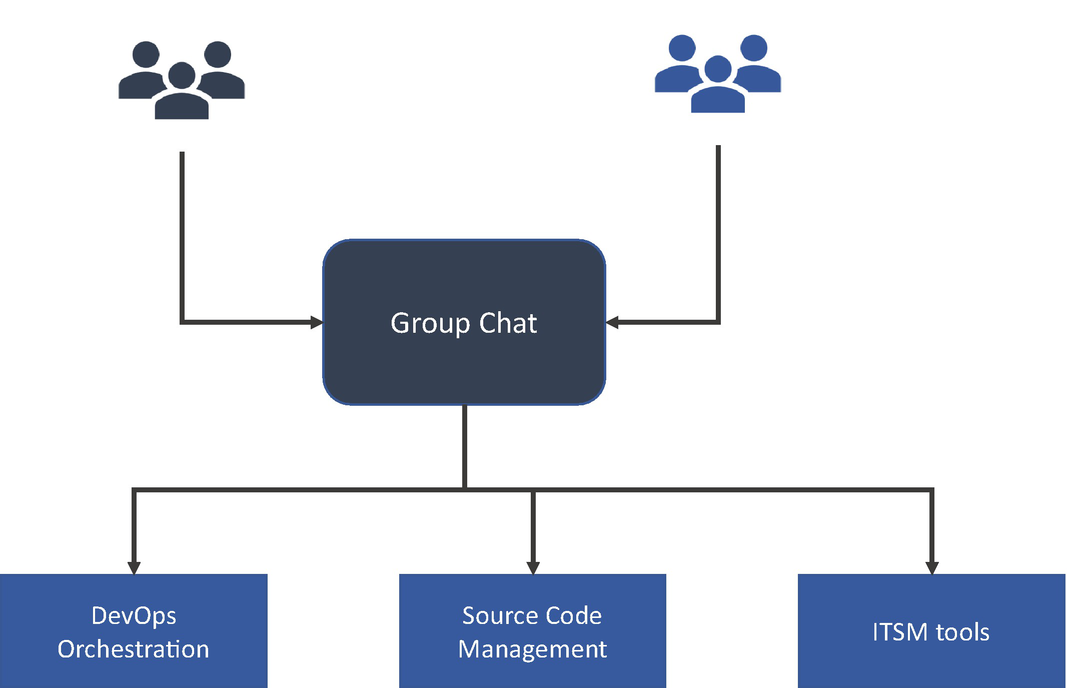 Group Chat
DevOps
Orchestration
Source Code
Management
ITSM tools